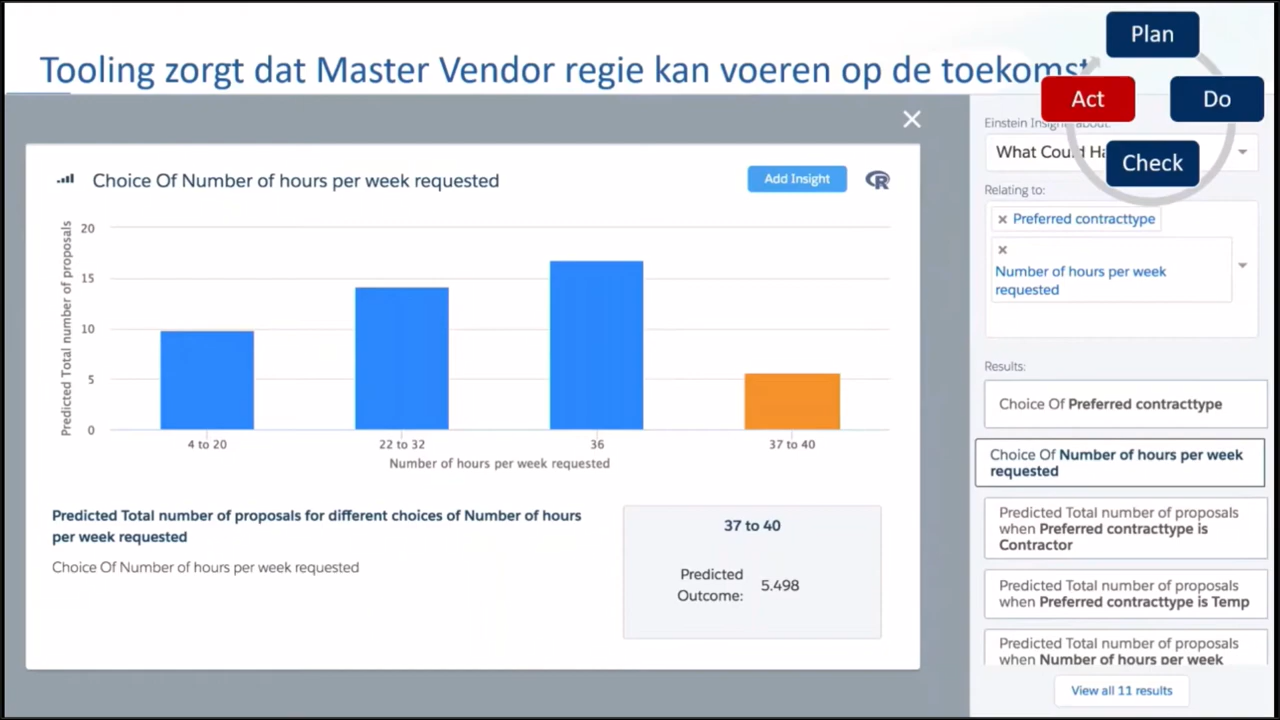 Tooling zorgt dat Master Vendor regie kan voeren op de toekomst
Plan
Act
Do
Check
Choice Of Number of hours per week requested
Add Insight
R
Predicted Total number of proposals
20
15
10
5
0
4 to 20
22 to 32
36
37 to 40
Number of hours per week requested
Predicted Total number of proposals for different choices of Number of hours
per week requested
Choice Of Number of hours per week requested
37 to 40
Predicted
Outcome:
5.498
Einstein Insights about:
What Could
Relating to:
× Preferred contracttype
×
Number of hours per week
requested
Results:
Choice Of Preferred contracttype
Choice Of Number of hours per week
requested
Predicted Total number of proposals
when Preferred contracttype is
Contractor
Predicted Total number of proposals
when Preferred contracttype is Temp
Predicted Total number of proposals
when Number of hours per week
View all 11 results